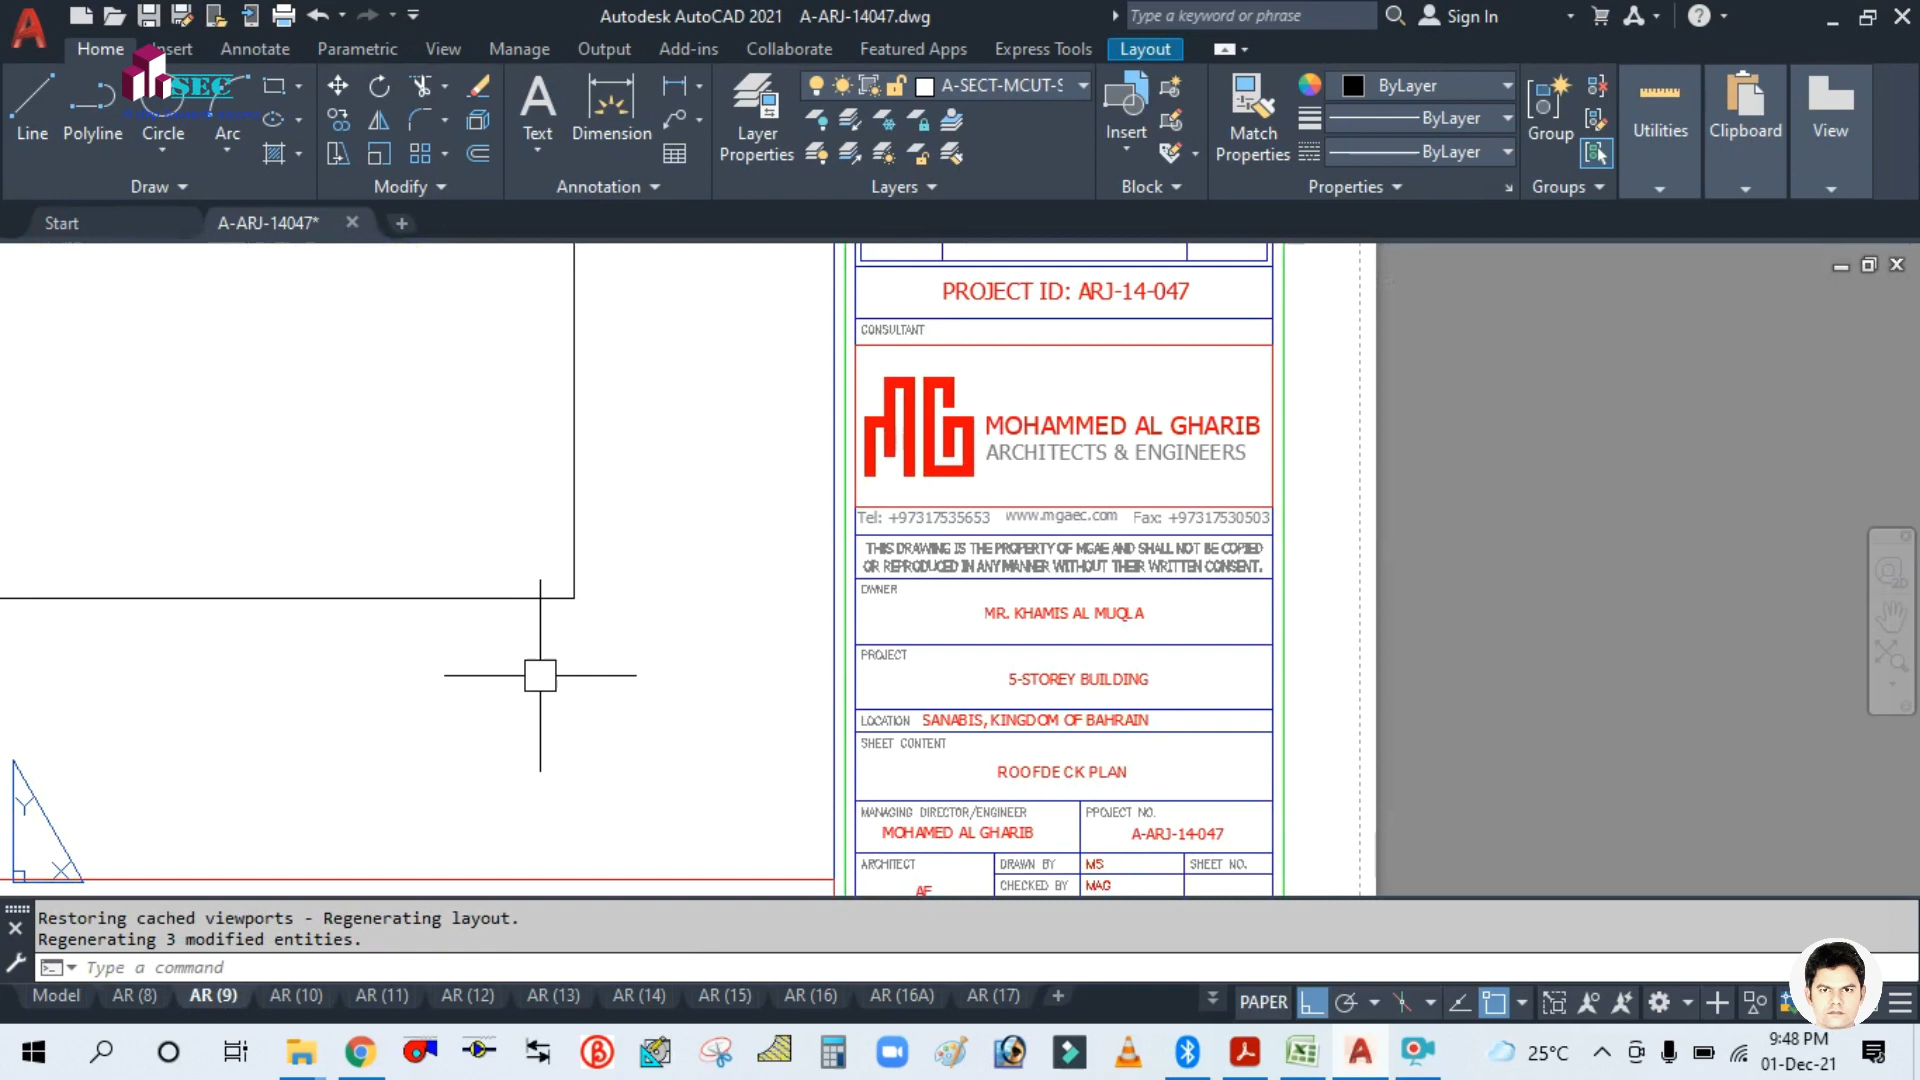 Autodesk AutoCAD 2021 A-ARJ-14047.dwg
Type a keyword or phrase
Sign In
Home Insert Annotate Parametric View Manage Output Add-ins Collaborate Featured Apps Express Tools Layout
SEC
A-SECT-MCUT-S
ByLayer
ByLayer
ByLayer
Line Polyline Circle Arc
Text Dimension
Layer Properties
Insert
Match Properties
Group
Utilities Clipboard View
Draw Modify Annotation Layers Block Properties Groups
Start A-ARJ-14047*
PROJECT ID: ARJ-14-047
CONSULTANT
MG
MOHAMMED AL GHARIB
ARCHITECTS & ENGINEERS
Tel: +97317535653 www.mgaec.com Fax: +97317530503
THIS DRAWING IS THE PROPERTY OF MGAE AND SHALL NOT BE COPIED
OR REPRODUCED IN ANY MANNER WITHOUT THEIR WRITTEN CONSENT.
OWNER
MR. KHAMIS AL MUQLA
PROJECT
5-STOREY BUILDING
LOCATION SANABIS, KINGDOM OF BAHRAIN
SHEET CONTENT
ROOFDECK PLAN
MANAGING DIRECTOR/ENGINEER PPOJECT NO.
MOHAMED AL GHARIB A-ARJ-14-047
ARCHITECT DRAWN BY MS SHEET NO.
AF CHECKED BY MAG
Y
X
2D
Restoring cached viewports - Regenerating layout.
Regenerating 3 modified entities.
Type a command
Model AR (8) AR (9) AR (10) AR (11) AR (12) AR (13) AR (14) AR (15) AR (16) AR (16A) AR (17)
PAPER
25°C
9:48 PM
01-Dec-21